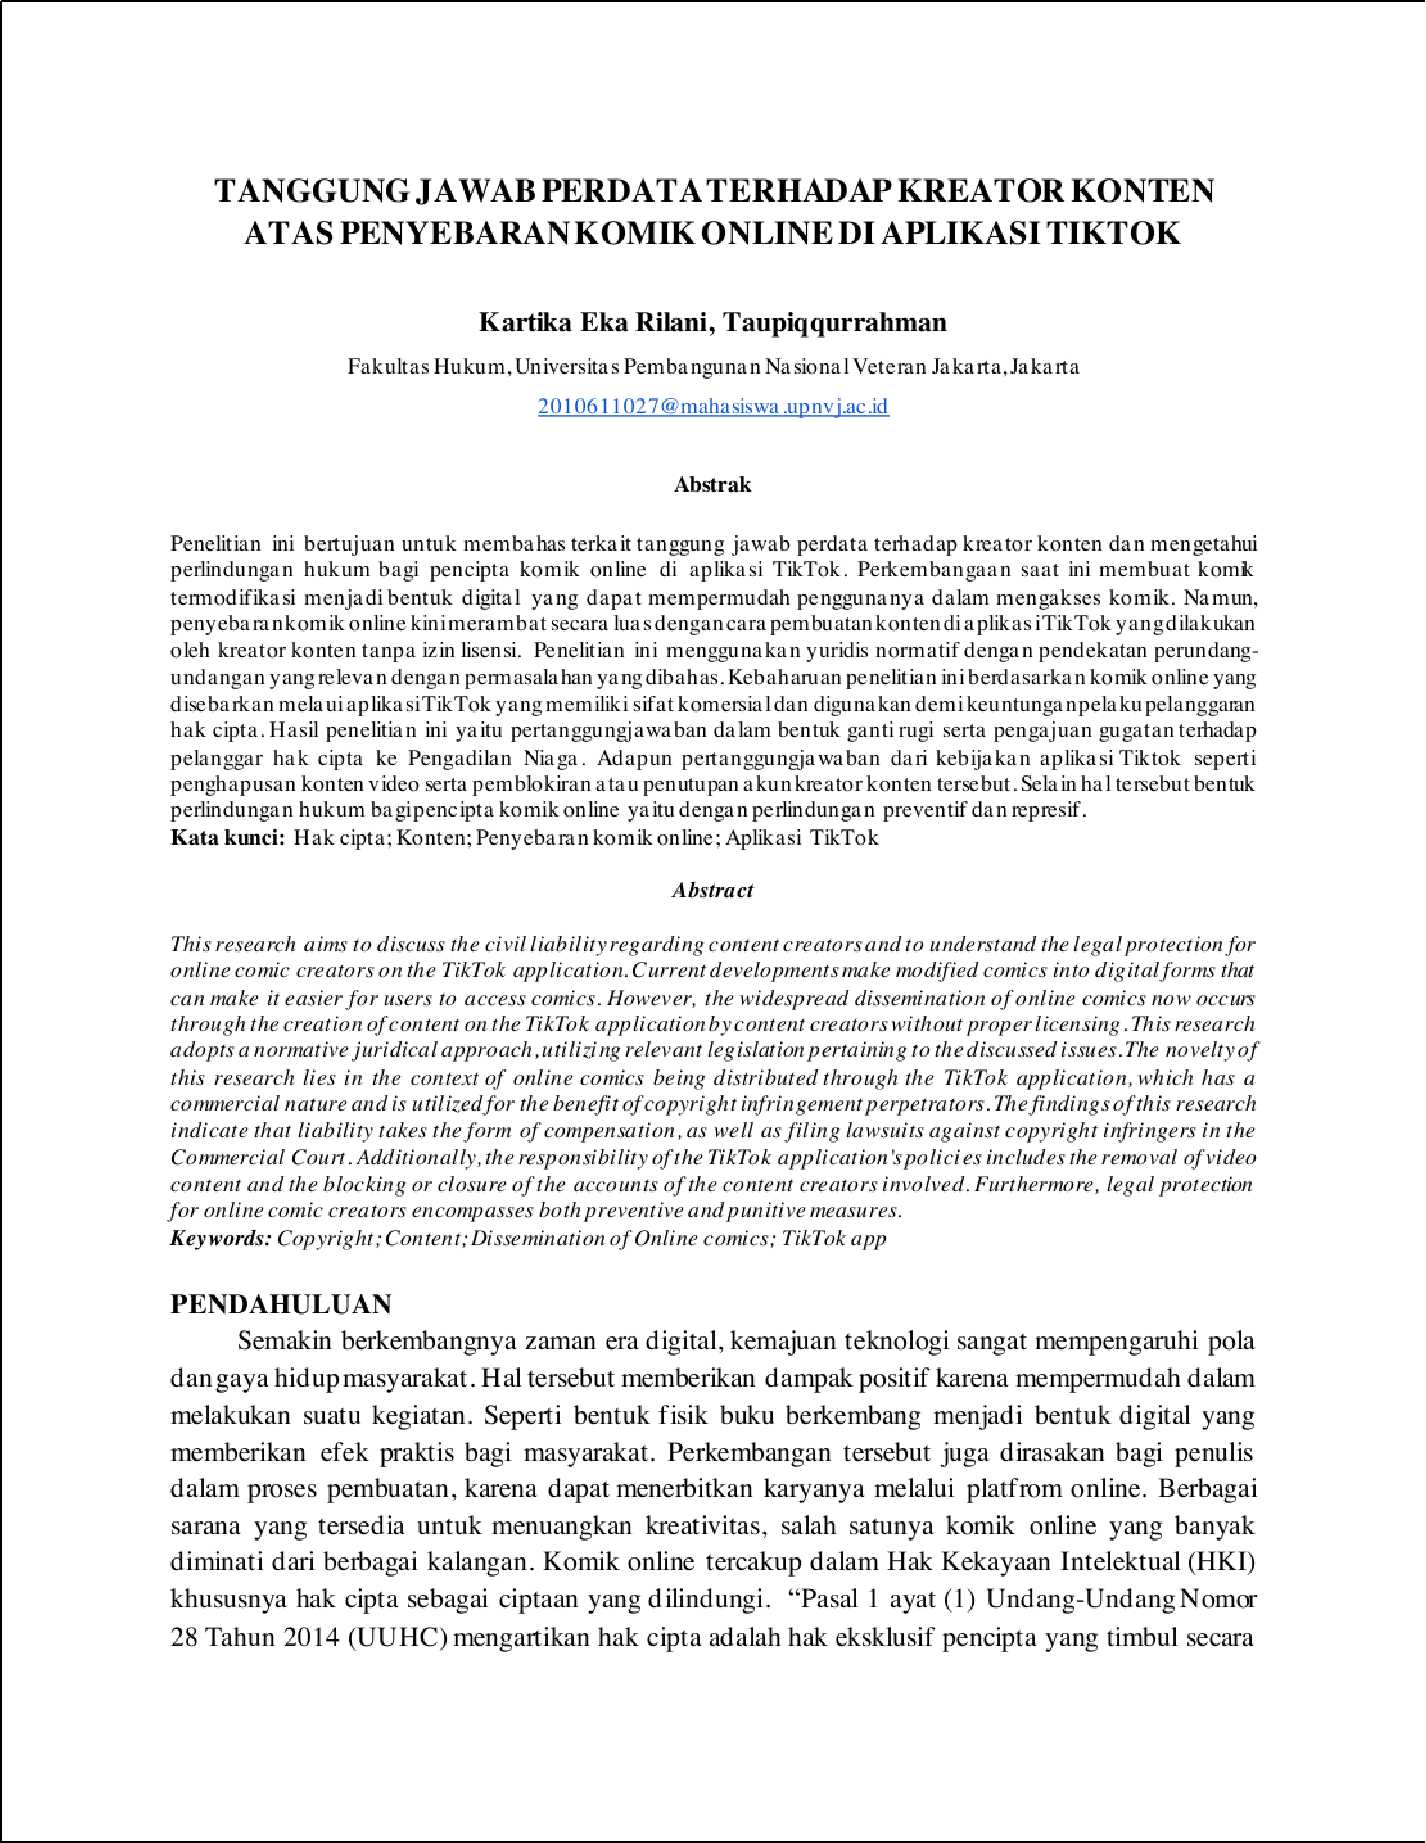 TANGGUNG JAWAB PERDATA TERHADAP KREATOR KONTEN
ATAS PENYEBARAN KOMIK ONLINE DI APLIKASI TIKTOK
Kartika Eka Rilani, Taupiqqurrahman
Fakultas Hukum, Universitas Pembangunan Nasional Veteran Jakarta, Jakarta
2010611027@mahasiswa.upnvj.ac.id
Abstrak
Penelitian ini bertujuan untuk membahas terkait tanggung jawab perdata terhadap kreator konten dan mengetahui
perlindungan hukum bagi pencipta komik online di aplikasi TikTok. Perkembangaan saat ini membuat komik
termodifikasi menjadi bentuk digital yang dapat mempermudah penggunanya dalam mengakses komik. Namun,
penyebaran komik online kini merambat secara luas dengan cara pembuatan konten di aplikasi TikTok yang dilakukan
oleh kreator konten tanpa izin lisensi. Penelitian ini menggunakan yuridis normatif dengan pendekatan perundang-
undangan yang relevan dengan permasalahan yang dibahas. Kebaharuan penelitian ini berdasarkan komik online yang
disebarkan melaui aplikasi TikTok yang memiliki sifat komersial dan digunakan demi keuntungan pelaku pelanggaran
hak cipta. Hasil penelitian ini yaitu pertanggungjawaban dalam bentuk ganti rugi serta pengajuan gugatan terhadap
pelanggar hak cipta ke Pengadilan Niaga. Adapun pertanggungjawaban dari kebijakan aplikasi Tiktok seperti
penghapusan konten video serta pemblokiran atau penutupan akun kreator konten tersebut. Selain hal tersebut bentuk
perlindungan hukum bagi pencipta komik online yaitu dengan perlindungan preventif dan represif.
Kata kunci: Hak cipta; Konten; Penyebaran komik online; Aplikasi TikTok
Abstract
This research aims to discuss the civil liability regarding content creators and to understand the legal protection for
online comic creators on the TikTok application. Current developments make modified comics into digital forms that
can make it easier for users to access comics. However, the widespread dissemination of online comics now occurs
through the creation of content on the TikTok application by content creators without proper licensing. This research
adopts a normative juridical approach, utilizing relevant legislation pertaining to the discussed issues. The novelty of
this research lies in the context of online comics being distributed through the TikTok application, which has a
commercial nature and is utilized for the benefit of copyright infringement perpetrators. The findings of this research
indicate that liability takes the form of compensation, as well as filing lawsuits against copyright infringers in the
Commercial Court. Additionally, the responsibility of the TikTok application's policies includes the removal of video
content and the blocking or closure of the accounts of the content creators involved. Furthermore, legal protection
for online comic creators encompasses both preventive and punitive measures.
Keywords: Copyright; Content; Dissemination of Online comics; TikTok app
PENDAHULUAN
Semakin berkembangnya zaman era digital, kemajuan teknologi sangat mempengaruhi pola
dan gaya hidup masyarakat. Hal tersebut memberikan dampak positif karena mempermudah dalam
melakukan suatu kegiatan. Seperti bentuk fisik buku berkembang menjadi bentuk digital yang
memberikan efek praktis bagi masyarakat. Perkembangan tersebut juga dirasakan bagi penulis
dalam proses pembuatan, karena dapat menerbitkan karyanya melalui platfrom online. Berbagai
sarana yang tersedia untuk menuangkan kreativitas, salah satunya komik online yang banyak
diminati dari berbagai kalangan. Komik online tercakup dalam Hak Kekayaan Intelektual (HKI)
khususnya hak cipta sebagai ciptaan yang dilindungi. “Pasal 1 ayat (1) Undang-Undang Nomor
28 Tahun 2014 (UUHC) mengartikan hak cipta adalah hak eksklusif pencipta yang timbul secara